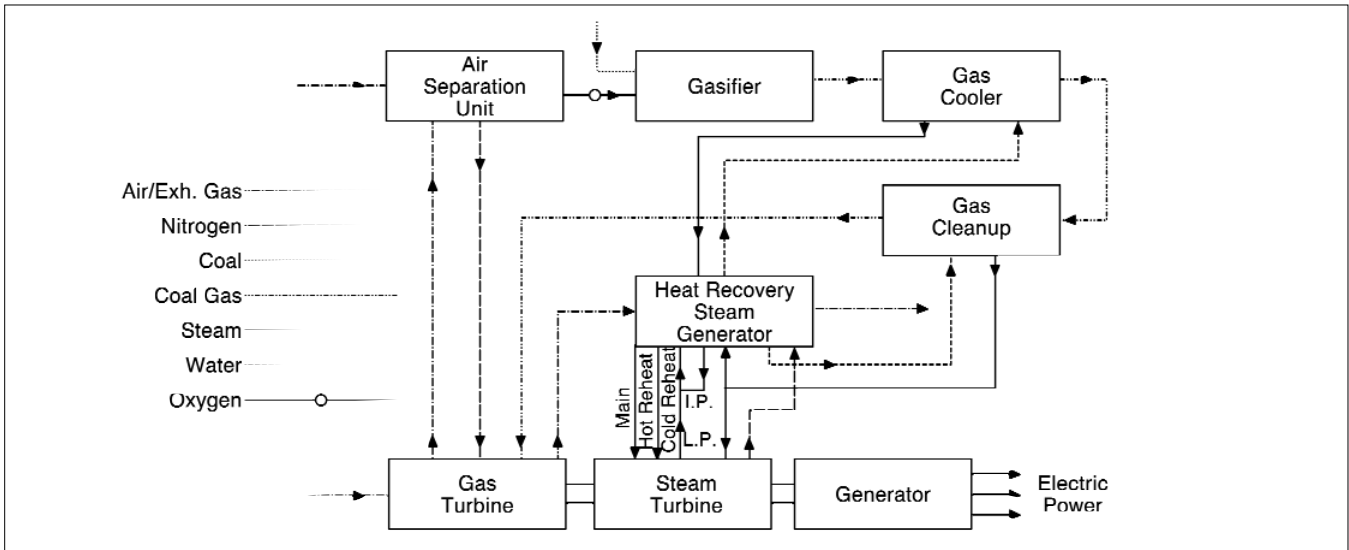 Air
Separation
Unit
Gasifier
Gas
Cooler
Air/Exh. Gas
Nitrogen
Coal
Coal Gas
Steam
Water
Oxygen
Gas
Cleanup
Heat Recovery
Steam
Generator
Main
Hot Reheat
Cold Reheat
I.P.
L.P.
Gas
Turbine
Steam
Turbine
Generator
Electric
Power